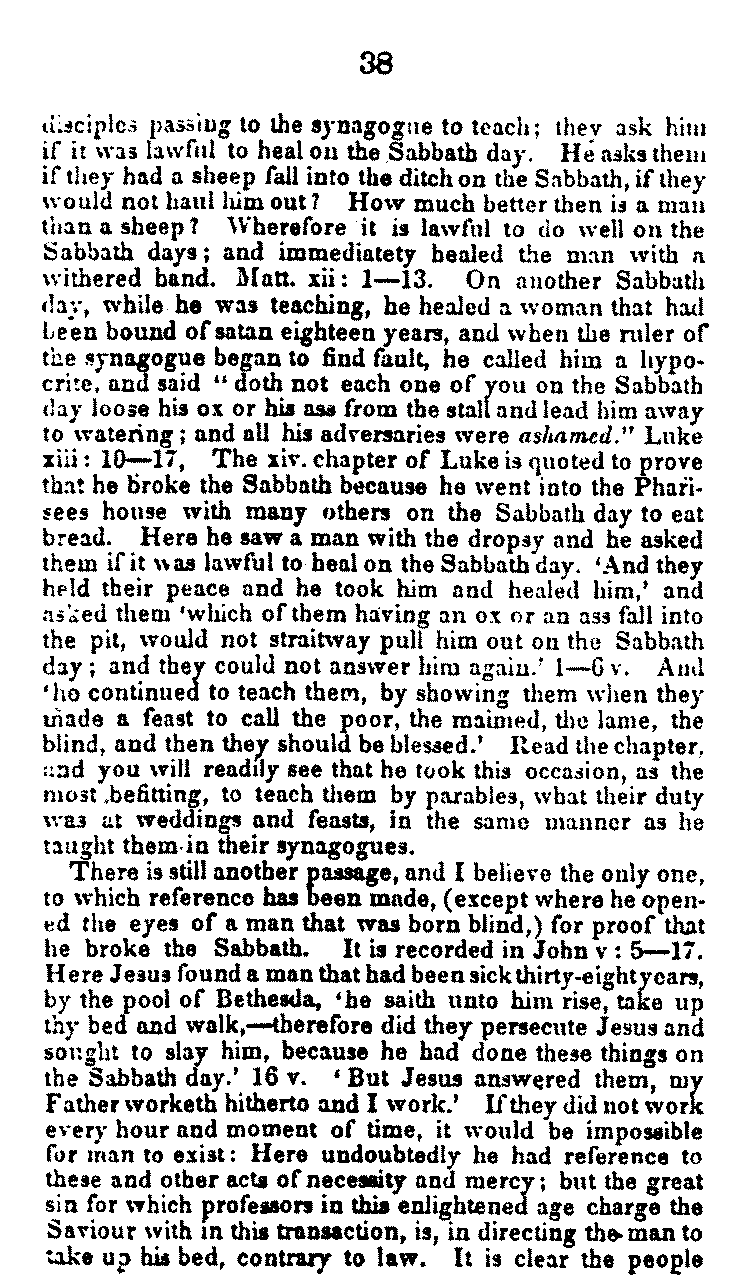 38
disciples passing to the synagogue to teach; they ask him
if it was lawful to heal on the Sabbath day. He asks them
if they had a sheep fall into the ditch on the Sabbath, if they
would not haul him out? How much better then is a man
than a sheep? Wherefore it is lawful to do well on the
Sabbath days; and immediatety healed the man with a
withered hand. Matt. xii: 1—13. On another Sabbath
day, while he was teaching, he healed a woman that had
been bound of satan eighteen years, and when the ruler of
the synagogue began to find fault, he called him a hypo-
crite, and said "doth not each one of you on the Sabbath
day loose his ox or his ass from the stall and lead him away
to watering; and all his adversaries were ashamed." Luke
xiii: 10—17, The xiv. chapter of Luke is quoted to prove
that he broke the Sabbath because he went into the Phari-
sees house with many others on the Sabbath day to eat
bread. Here he saw a man with the dropsy and he asked
them if it was lawful to heal on the Sabbath day. 'And they
held their peace and he took him and healed him,' and
asked them 'which of them having an ox or an ass fall into
the pit, would not straitway pull him out on the Sabbath
day; and they could not answer him again.' 1—6 v. And
'he continued to teach them, by showing them when they
made a feast to call the poor, the maimed, the lame, the
blind, and then they should be blessed.' Read the chapter,
and you will readily see that he took this occasion, as the
most befitting, to teach them by parables, what their duty
was at weddings and feasts, in the same manner as he
taught them in their synagogues.
There is still another passage, and I believe the only one,
to which reference has been made, (except where he open-
ed the eyes of a man that was born blind,) for proof that
he broke the Sabbath. It is recorded in John v: 5—17.
Here Jesus found a man that had been sick thirty-eight years,
by the pool of Bethesda, 'he saith unto him rise, take up
thy bed and walk,—therefore did they persecute Jesus and
sought to slay him, because he had done these things on
the Sabbath day.' 16 v. 'But Jesus answered them, my
Father worketh hitherto and I work.' If they did not work
every hour and moment of time, it would be impossible
for man to exist: Here undoubtedly he had reference to
these and other acts of necessity and mercy; but the great
sin for which professors in this enlightened age charge the
Saviour with in this transaction, is, in directing the man to
take up his bed, contrary to law. It is clear the people